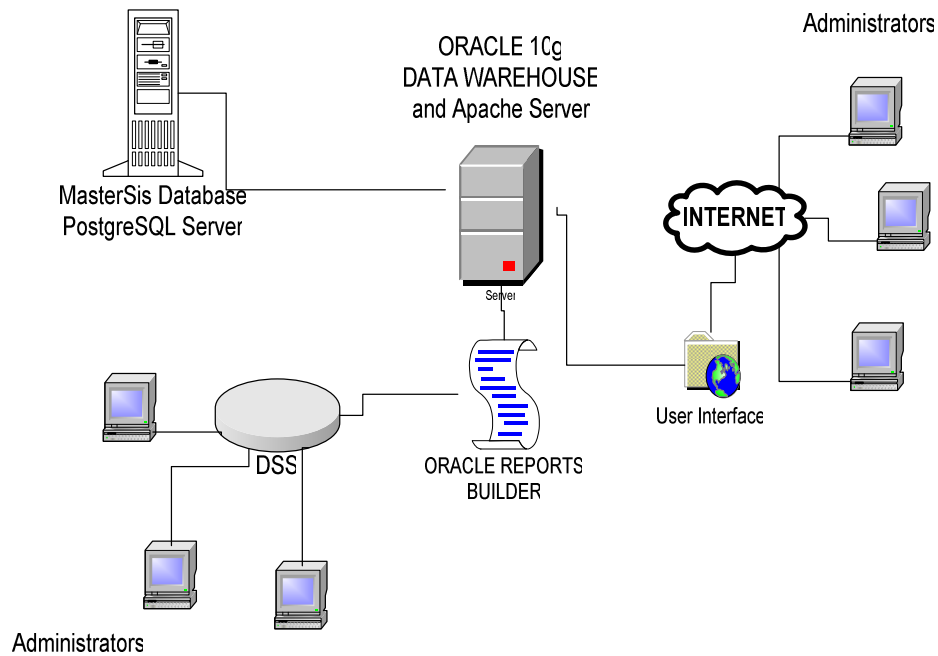 Administrators
ORACLE 10g
DATA WAREHOUSE
and Apache Server
MasterSis Database
PostgreSQL Server
INTERNET
Server
User Interface
DSS
ORACLE REPORTS
BUILDER
Administrators